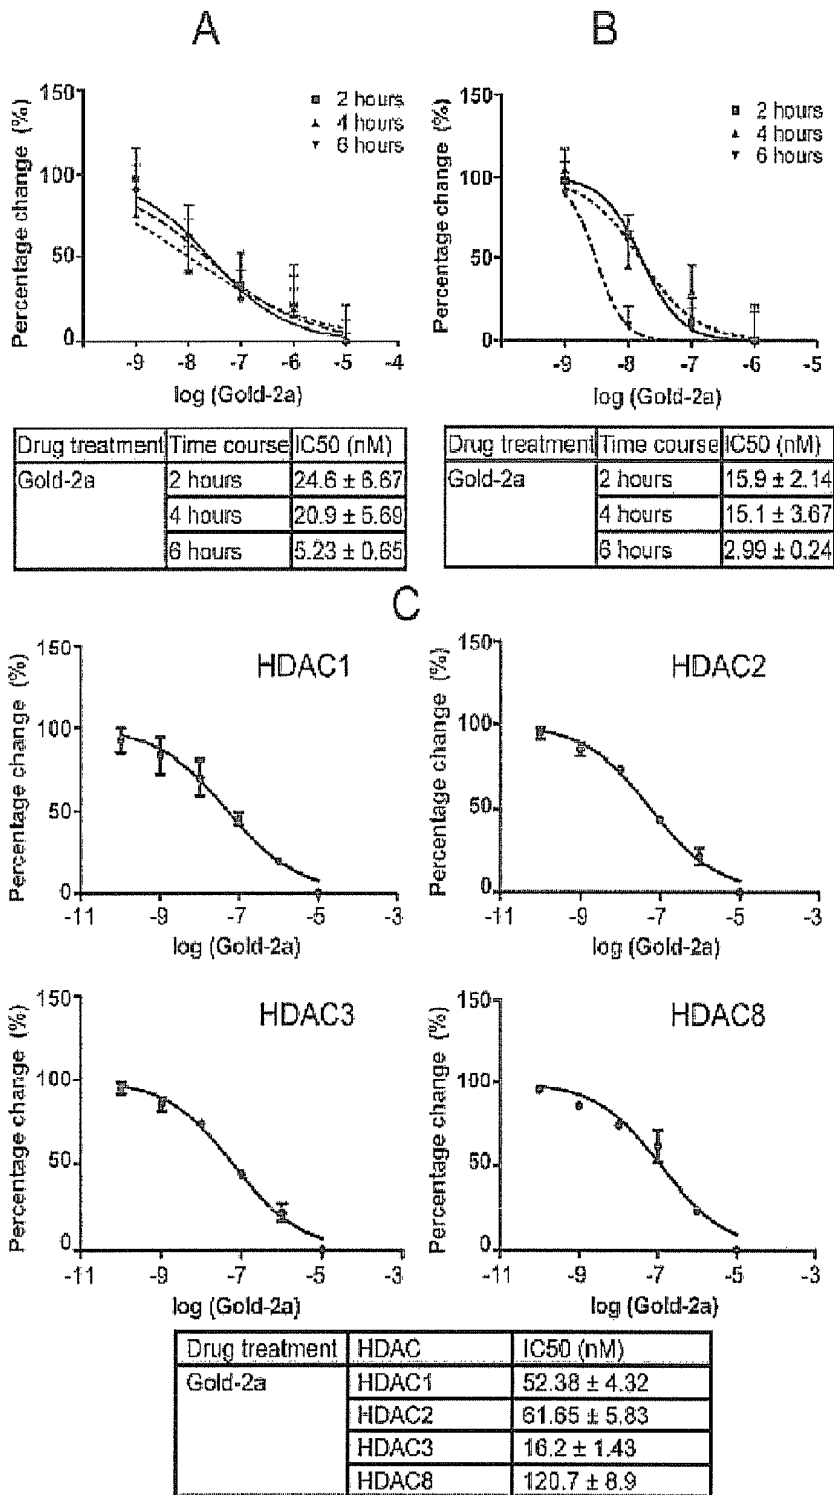 A
B
Percentage change (%)
150
100
50
0
2 hours
4 hours
6 hours
-9 -8 -7 -6 -5 -4
log (Gold-2a)
Percentage change (%)
150
100
50
0
2 hours
4 hours
6 hours
-9 -8 -7 -6 -5
log (Gold-2a)
Drug treatment Time course IC50 (nM)
Gold-2a 2 hours 24.6 ± 6.67
4 hours 20.9 ± 5.69
6 hours 5.23 ± 0.65
Drug treatment Time course IC50 (nM)
Gold-2a 2 hours 15.9 ± 2.14
4 hours 15.1 ± 3.67
6 hours 2.99 ± 0.24
C
HDAC1
Percentage change (%)
150
100
50
0
-11 -9 -7 -5 -3
log (Gold-2a)
HDAC2
Percentage change (%)
150
100
50
0
-11 -9 -7 -5 -3
log (Gold-2a)
HDAC3
Percentage change (%)
150
100
50
0
-11 -9 -7 -5 -3
log (Gold-2a)
HDAC8
Percentage change (%)
150
100
50
0
-11 -9 -7 -5 -3
log (Gold-2a)
Drug treatment HDAC IC50 (nM)
Gold-2a HDAC1 52.38 ± 4.32
HDAC2 61.65 ± 5.83
HDAC3 16.2 ± 1.43
HDAC8 120.7 ± 8.9